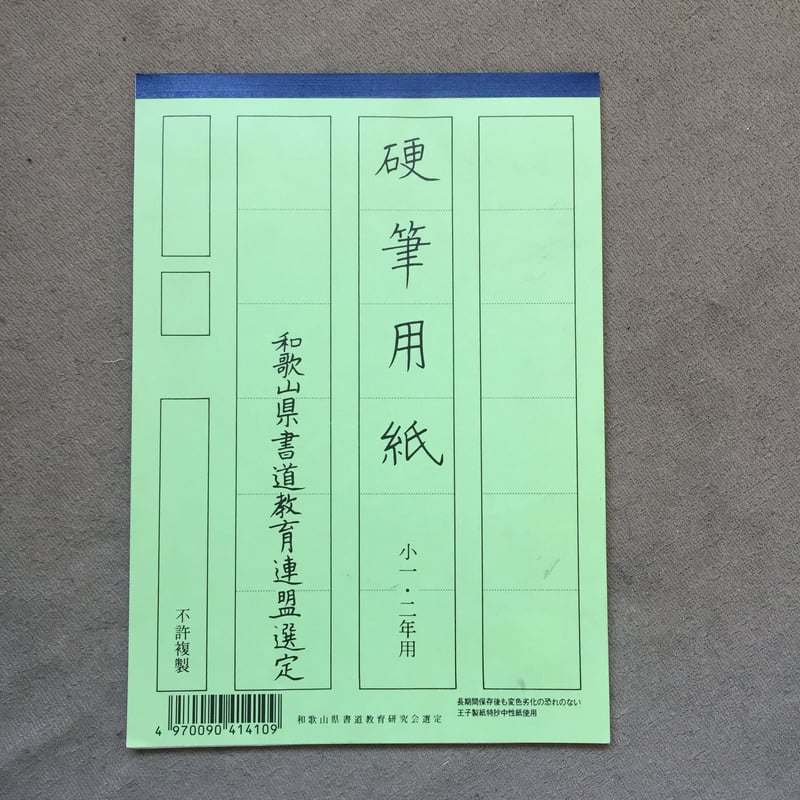 硬筆用紙
小一・二年用
和歌山県書道教育連盟選定
不許複製
4 970090 414109
和歌山県書道教育研究会選定
長期間保存後も変色劣化の恐れのない
王子製紙特抄中性紙使用